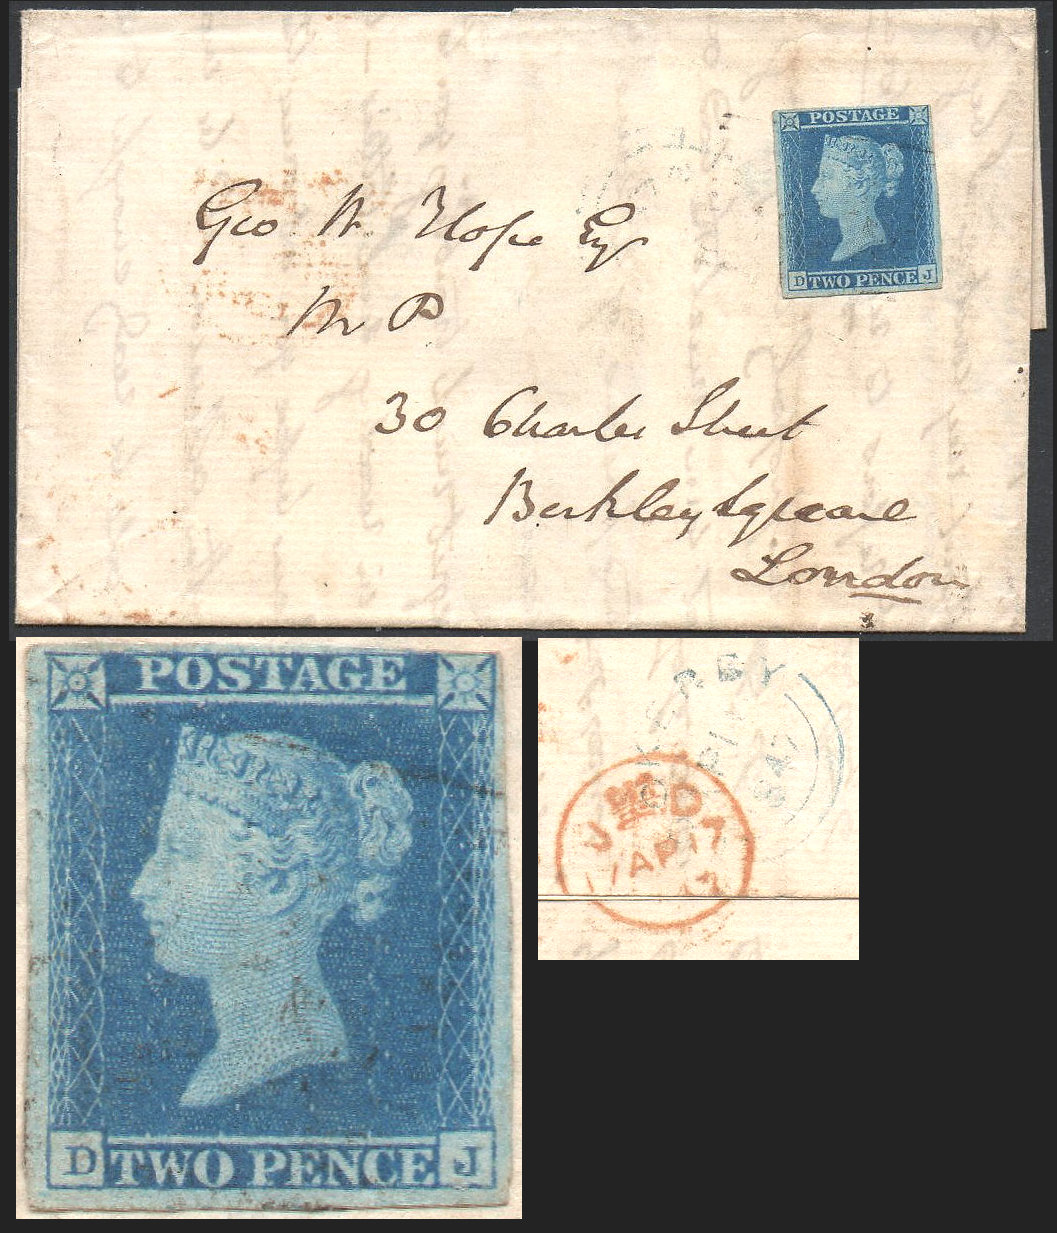 POSTAGE
D TWO PENCE J
Geo W Hope Esq
M P
30 Charles Street
Berkley Square
London
POSTAGE
D TWO PENCE J
AP 17